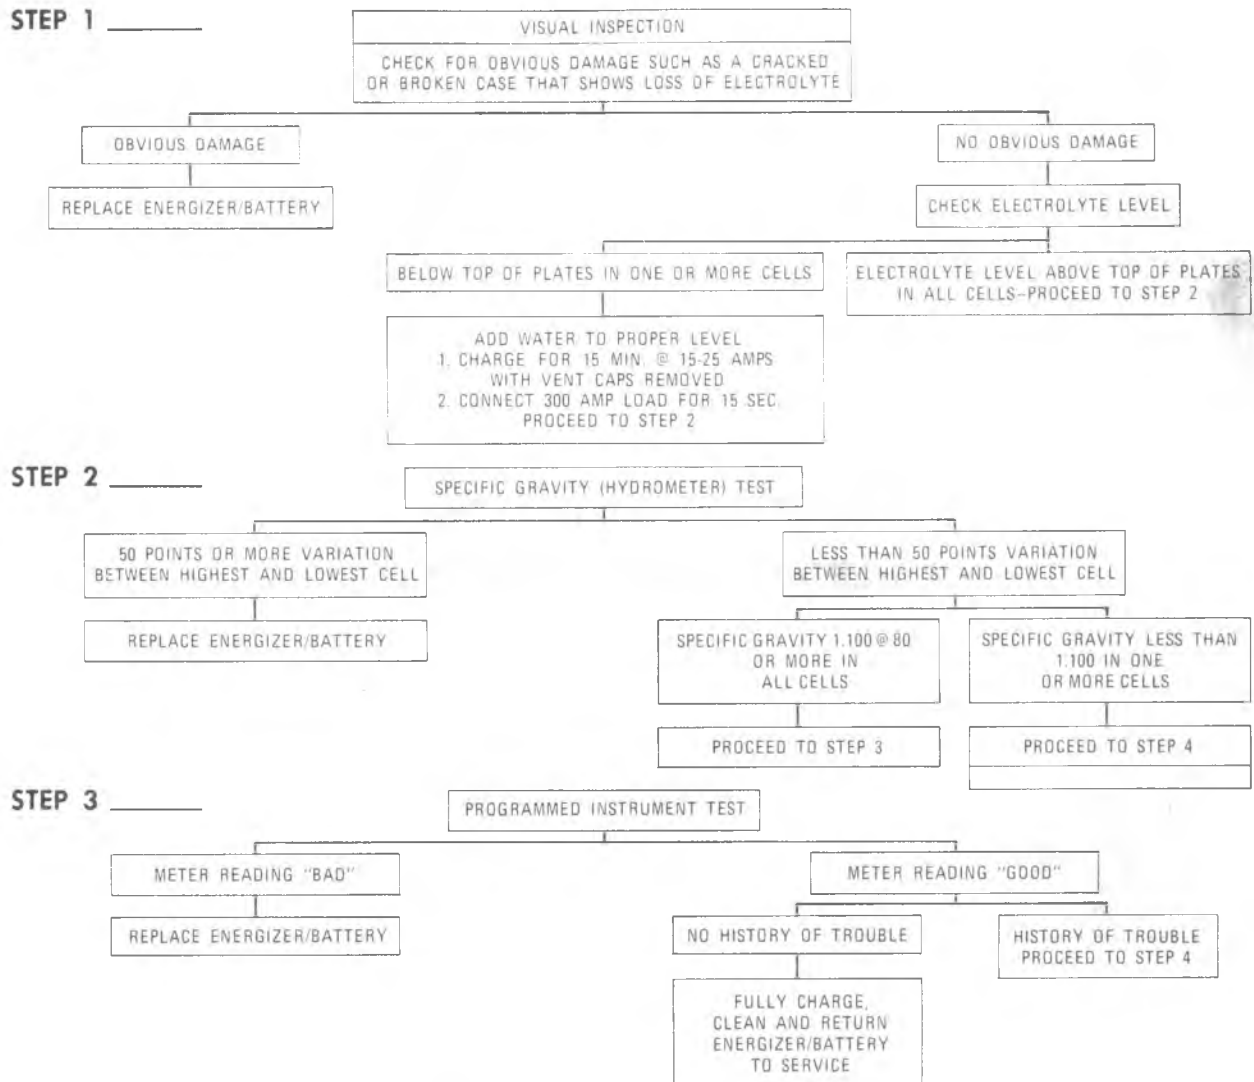 STEP 1
VISUAL INSPECTION
CHECK FOR OBVIOUS DAMAGE SUCH AS A CRACKED
OR BROKEN CASE THAT SHOWS LOSS OF ELECTROLYTE
OBVIOUS DAMAGE
NO OBVIOUS DAMAGE
REPLACE ENERGIZER/BATTERY
CHECK ELECTROLYTE LEVEL
BELOW TOP OF PLATES IN ONE OR MORE CELLS
ELECTROLYTE LEVEL ABOVE TOP OF PLATES
IN ALL CELLS-PROCEED TO STEP 2
ADD WATER TO PROPER LEVEL
1. CHARGE FOR 15 MIN. @ 15-25 AMPS
WITH VENT CAPS REMOVED
2. CONNECT 300 AMP LOAD FOR 15 SEC.
PROCEED TO STEP 2
STEP 2
SPECIFIC GRAVITY (HYDROMETER) TEST
50 POINTS OR MORE VARIATION
BETWEEN HIGHEST AND LOWEST CELL
LESS THAN 50 POINTS VARIATION
BETWEEN HIGHEST AND LOWEST CELL
REPLACE ENERGIZER/BATTERY
SPECIFIC GRAVITY 1.100 @ 80
OR MORE IN
ALL CELLS
SPECIFIC GRAVITY LESS THAN
1.100 IN ONE
OR MORE CELLS
PROCEED TO STEP 3
PROCEED TO STEP 4
STEP 3
PROGRAMMED INSTRUMENT TEST
METER READING "BAD"
METER READING "GOOD"
REPLACE ENERGIZER/BATTERY
NO HISTORY OF TROUBLE
HISTORY OF TROUBLE
PROCEED TO STEP 4
FULLY CHARGE,
CLEAN AND RETURN
ENERGIZER/BATTERY
TO SERVICE